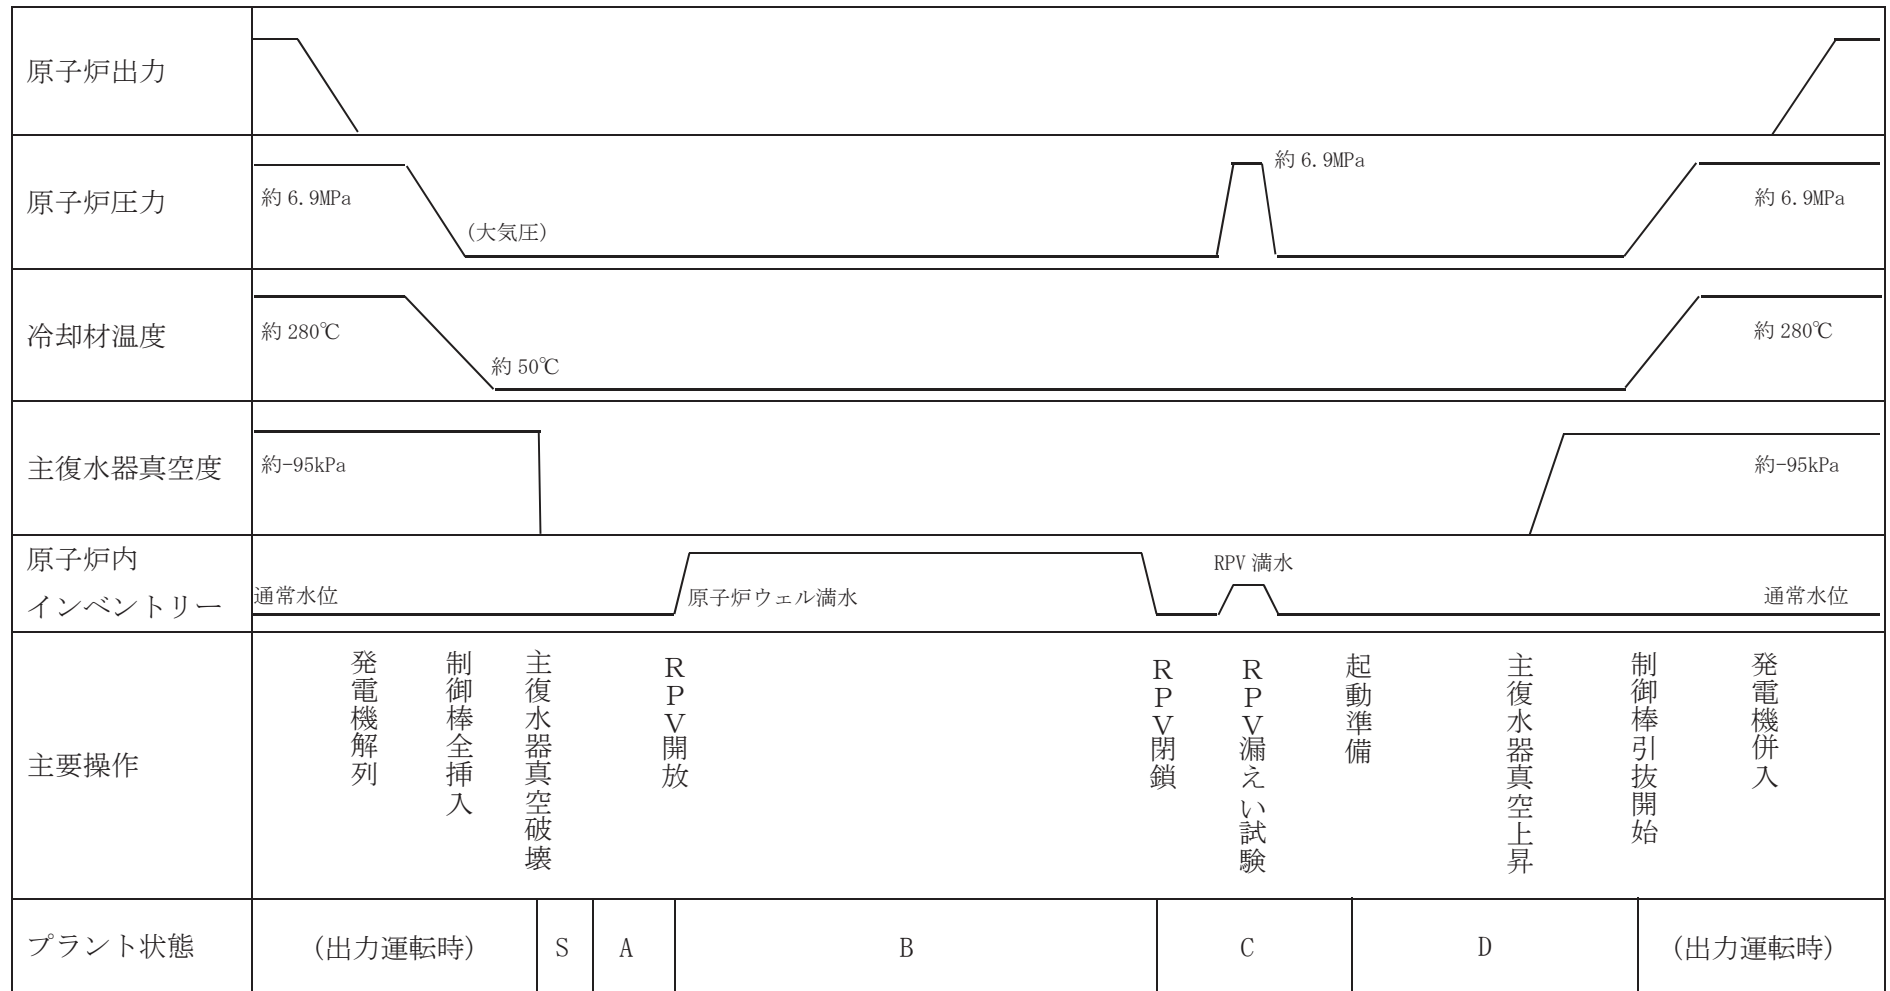 原子炉出力
原子炉圧力
約 6.9MPa
(大気圧)
約 6.9MPa
約 6.9MPa
冷却材温度
約 280℃
約 50℃
約 280℃
主復水器真空度
約-95kPa
約-95kPa
原子炉内
インベントリー
通常水位
原子炉ウェル満水
RPV 満水
通常水位
主要操作
発電機解列
制御棒全挿入
主復水器真空破壊
RPV開放
RPV閉鎖
RPV漏えい試験
起動準備
主復水器真空上昇
制御棒引抜開始
発電機併入
プラント状態
(出力運転時)
S
A
B
C
D
(出力運転時)